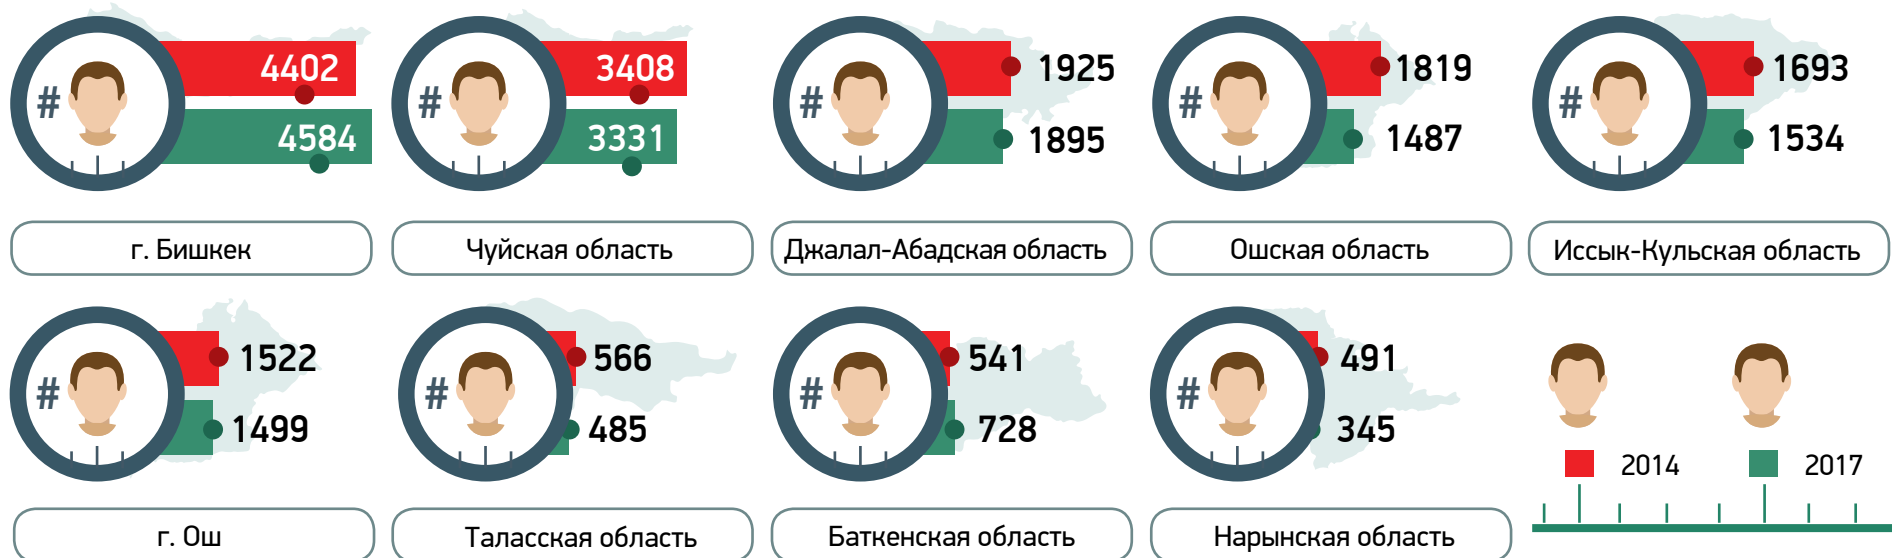 # 4402
4584
# 3408
3331
# 1925
1895
# 1819
1487
# 1693
1534
г. Бишкек
Чуйская область
Джалал-Абадская область
Ошская область
Иссык-Кульская область
# 1522
1499
# 566
485
# 541
728
# 491
345
2014
2017
г. Ош
Таласская область
Баткенская область
Нарынская область